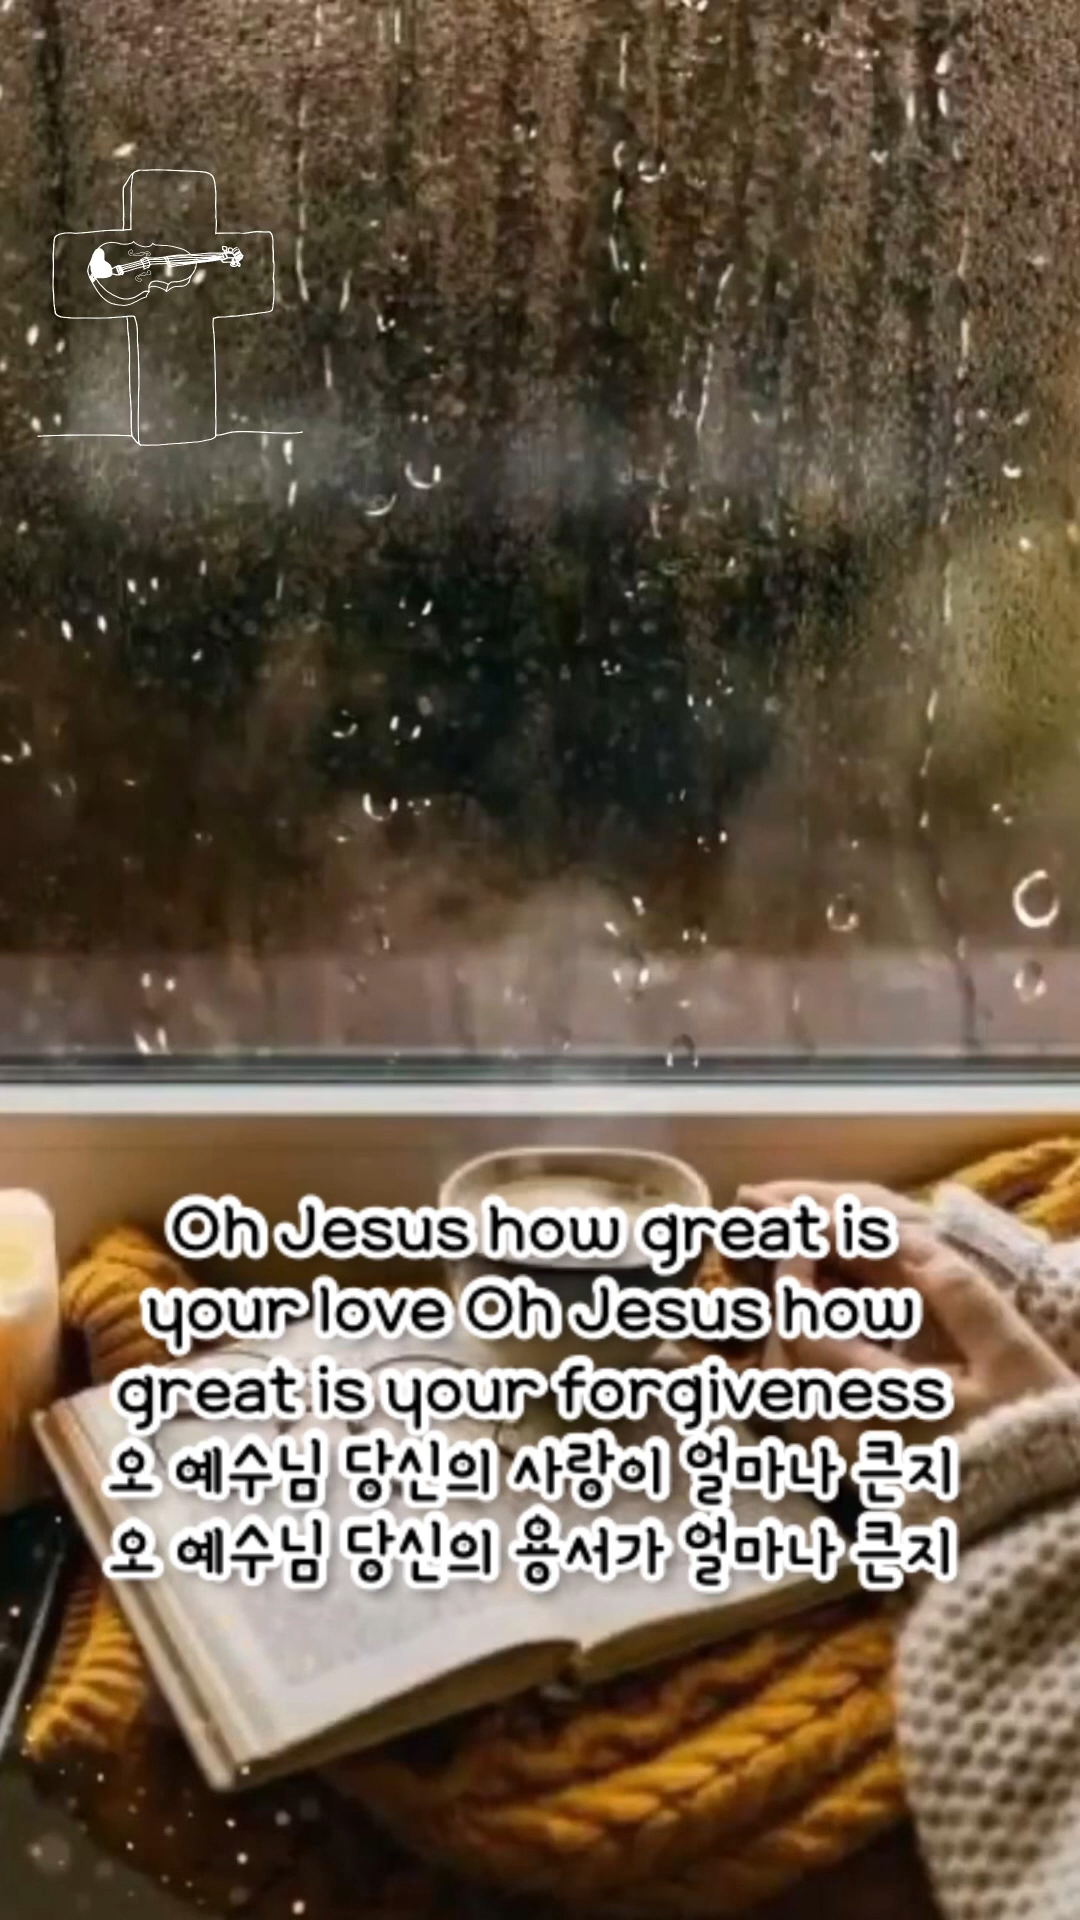 Oh Jesus how great is
your love Oh Jesus how
great is your forgiveness
오 예수님 당신의 사랑이 얼마나 큰지
오 예수님 당신의 용서가 얼마나 큰지